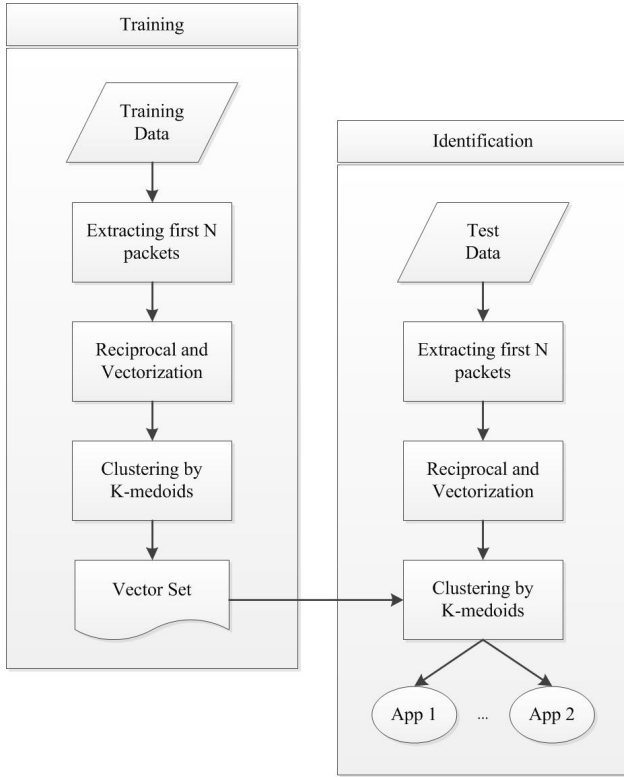 Training
Training
Data
Extracting first N
packets
Reciprocal and
Vectorization
Clustering by
K-medoids
Vector Set
Identification
Test
Data
Extracting first N
packets
Reciprocal and
Vectorization
Clustering by
K-medoids
App 1 ... App 2